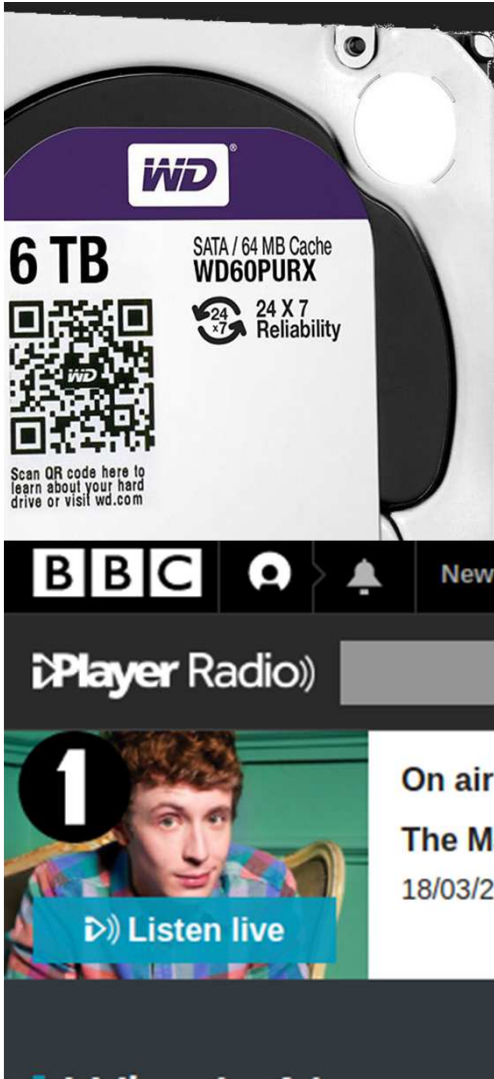 WD®
6 TB
SATA / 64 MB Cache
WD60PURX
24 x7
24 X 7
Reliability
WD
Scan QR code here to
learn about your hard
drive or visit wd.com
BBC
New
iPlayer Radio
1
On air
The M
18/03/2
Listen live